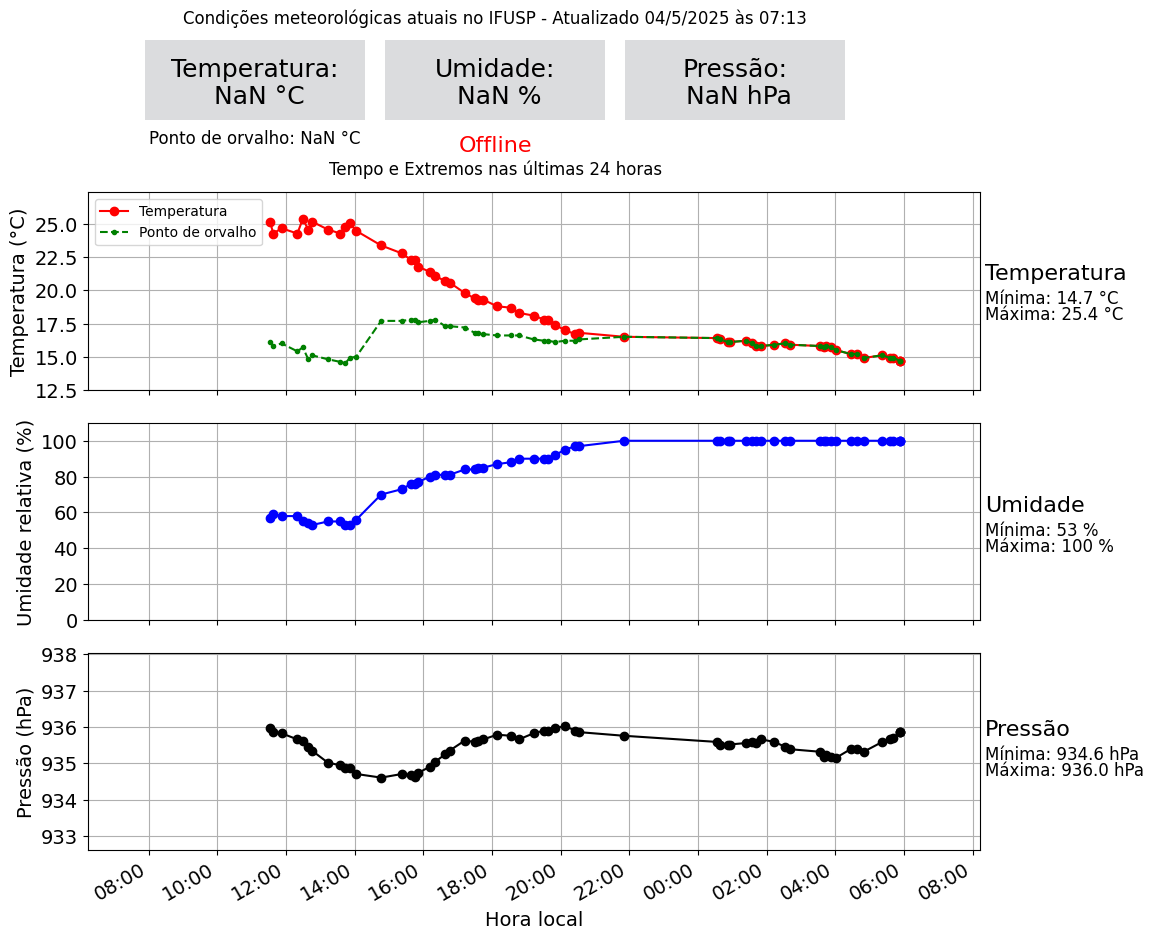 Condições meteorológicas atuais no IFUSP - Atualizado 04/5/2025 às 07:13
Temperatura:
NaN °C
Umidade:
NaN %
Pressão:
NaN hPa
Ponto de orvalho: NaN °C
Offline
Tempo e Extremos nas últimas 24 horas
Temperatura (°C)
25.0
22.5
20.0
17.5
15.0
12.5
Temperatura
Ponto de orvalho
Temperatura
Mínima: 14.7 °C
Máxima: 25.4 °C
Umidade relativa (%)
100
80
60
40
20
0
Umidade
Mínima: 53 %
Máxima: 100 %
Pressão (hPa)
938
937
936
935
934
933
Pressão
Mínima: 934.6 hPa
Máxima: 936.0 hPa
08:00
10:00
12:00
14:00
16:00
18:00
20:00
22:00
00:00
02:00
04:00
06:00
08:00
Hora local